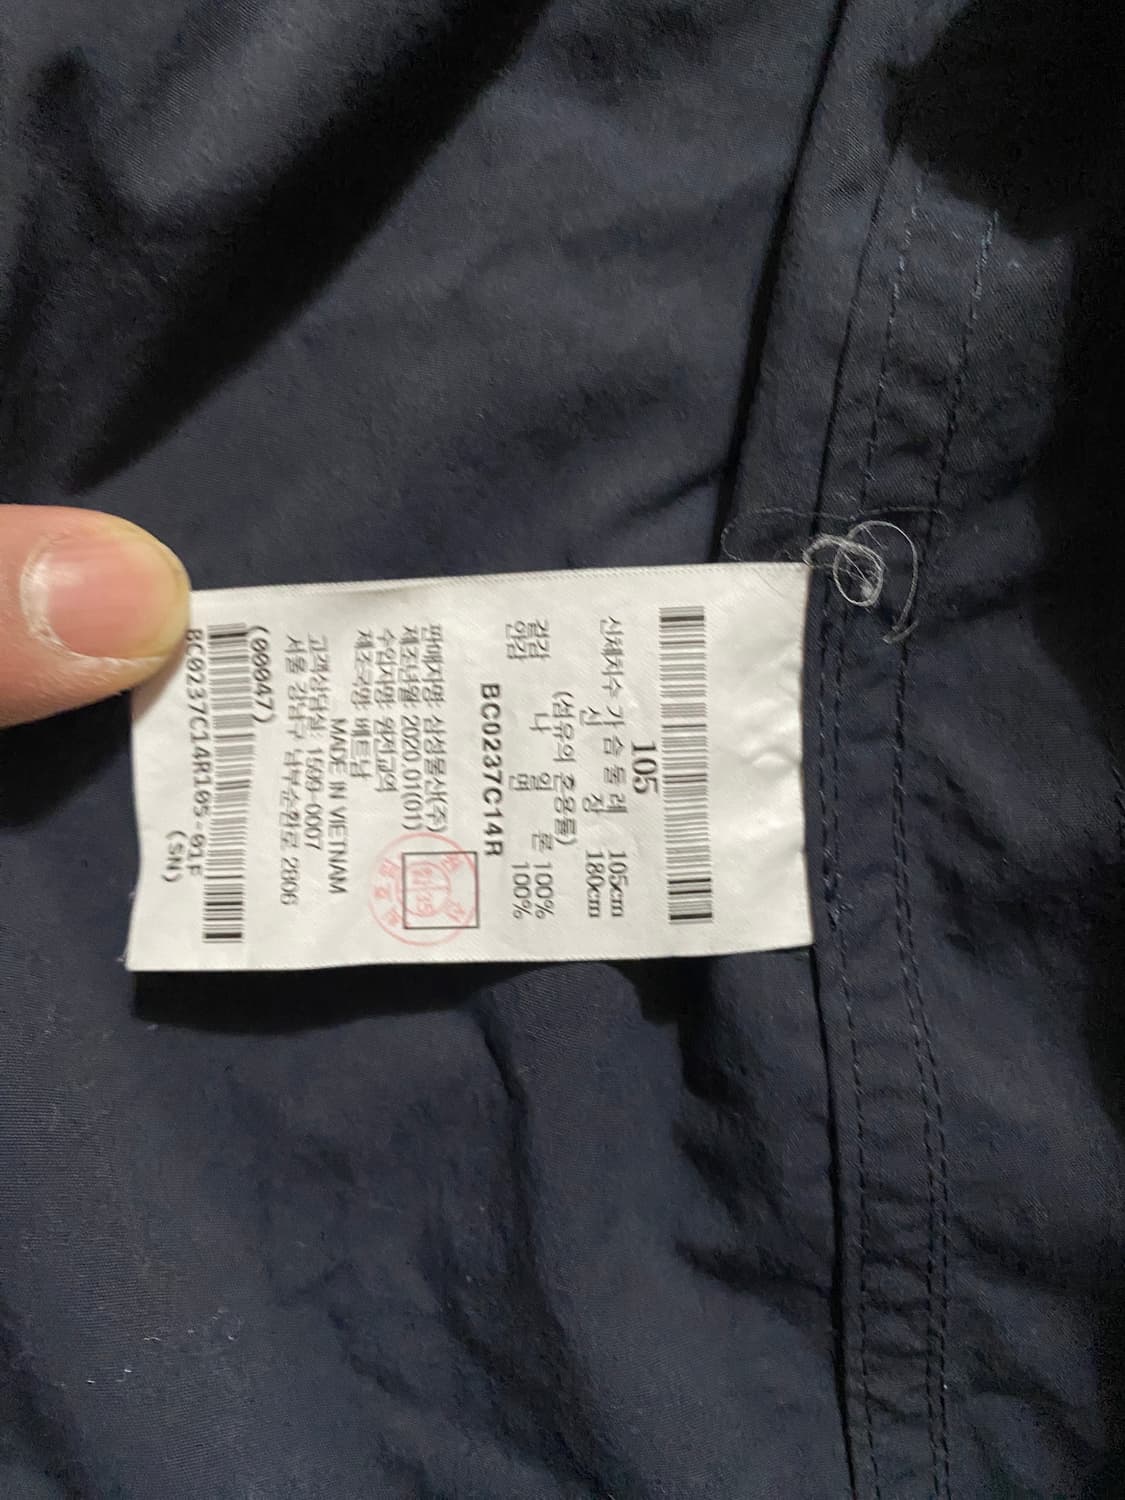 105
신체치수 가슴둘레 105cm
신 장 180cm
(섬유의 혼용률)
겉감 나 일 론 100%
안감 면 100%
BC0237C14R
판매자명: 삼성물산(주)
제조년월: 2020.01(01)
수입자명: 원진교역
제조국명: 베트남
MADE IN VIETNAM
고객상담실: 1599-0007
서울 강남구 남부순환로 2806
(00047)
BC0237C14R105-01F
(SN)